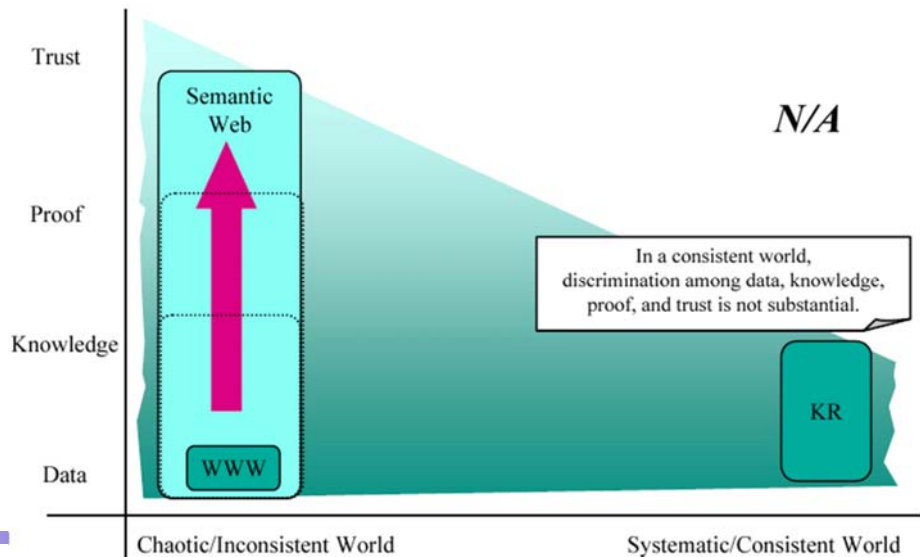 Trust
Semantic
Web
N/A
Proof
In a consistent world,
discrimination among data, knowledge,
proof, and trust is not substantial.
Knowledge
KR
WWW
Data
Chaotic/Inconsistent World
Systematic/Consistent World